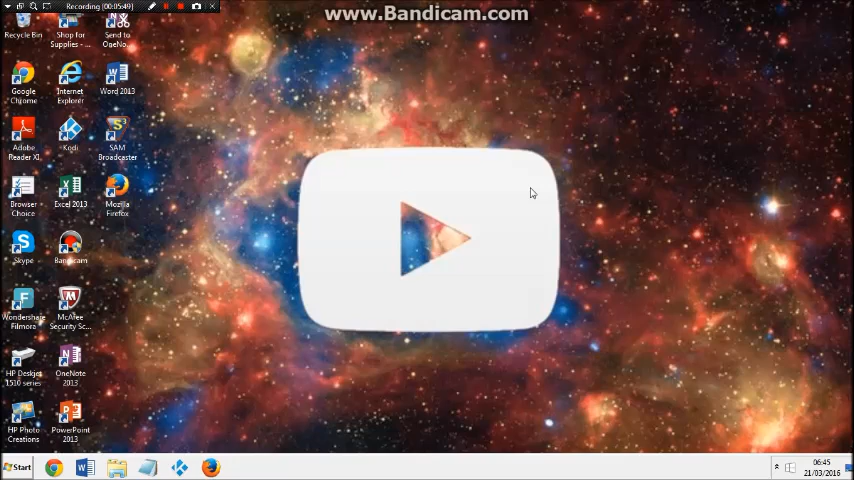 Recording [00:05:49]
www.Bandicam.com
Recycle Bin
Shop for
Supplies - ...
Send to
OneNo...
Google
Chrome
Internet
Explorer
Word 2013
Adobe
Reader XI
Kodi
SAM
Broadcaster
Browser
Choice
Excel 2013
Mozilla
Firefox
Skype
Bandicam
Wondershare
Filmora
McAfee
Security Sc...
HP Deskjet
1510 series
OneNote
2013
HP Photo
Creations
PowerPoint
2013
Start
06:45
21/03/2016